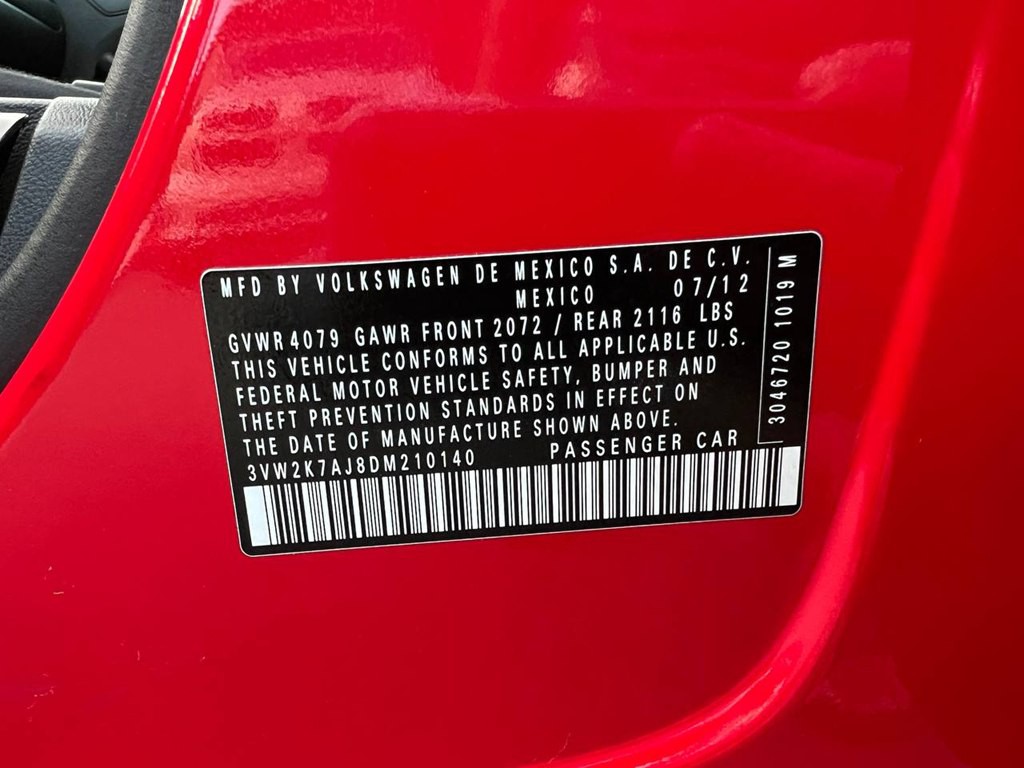 MFD BY VOLKSWAGEN DE MEXICO S.A. DE C.V.
MEXICO 07/12
GVWR 4079 GAWR FRONT 2072 / REAR 2116 LBS
THIS VEHICLE CONFORMS TO ALL APPLICABLE U.S.
FEDERAL MOTOR VEHICLE SAFETY, BUMPER AND
THEFT PREVENTION STANDARDS IN EFFECT ON
THE DATE OF MANUFACTURE SHOWN ABOVE.
3VW2K7AJ8DM210140 PASSENGER CAR
3046720 1019 M